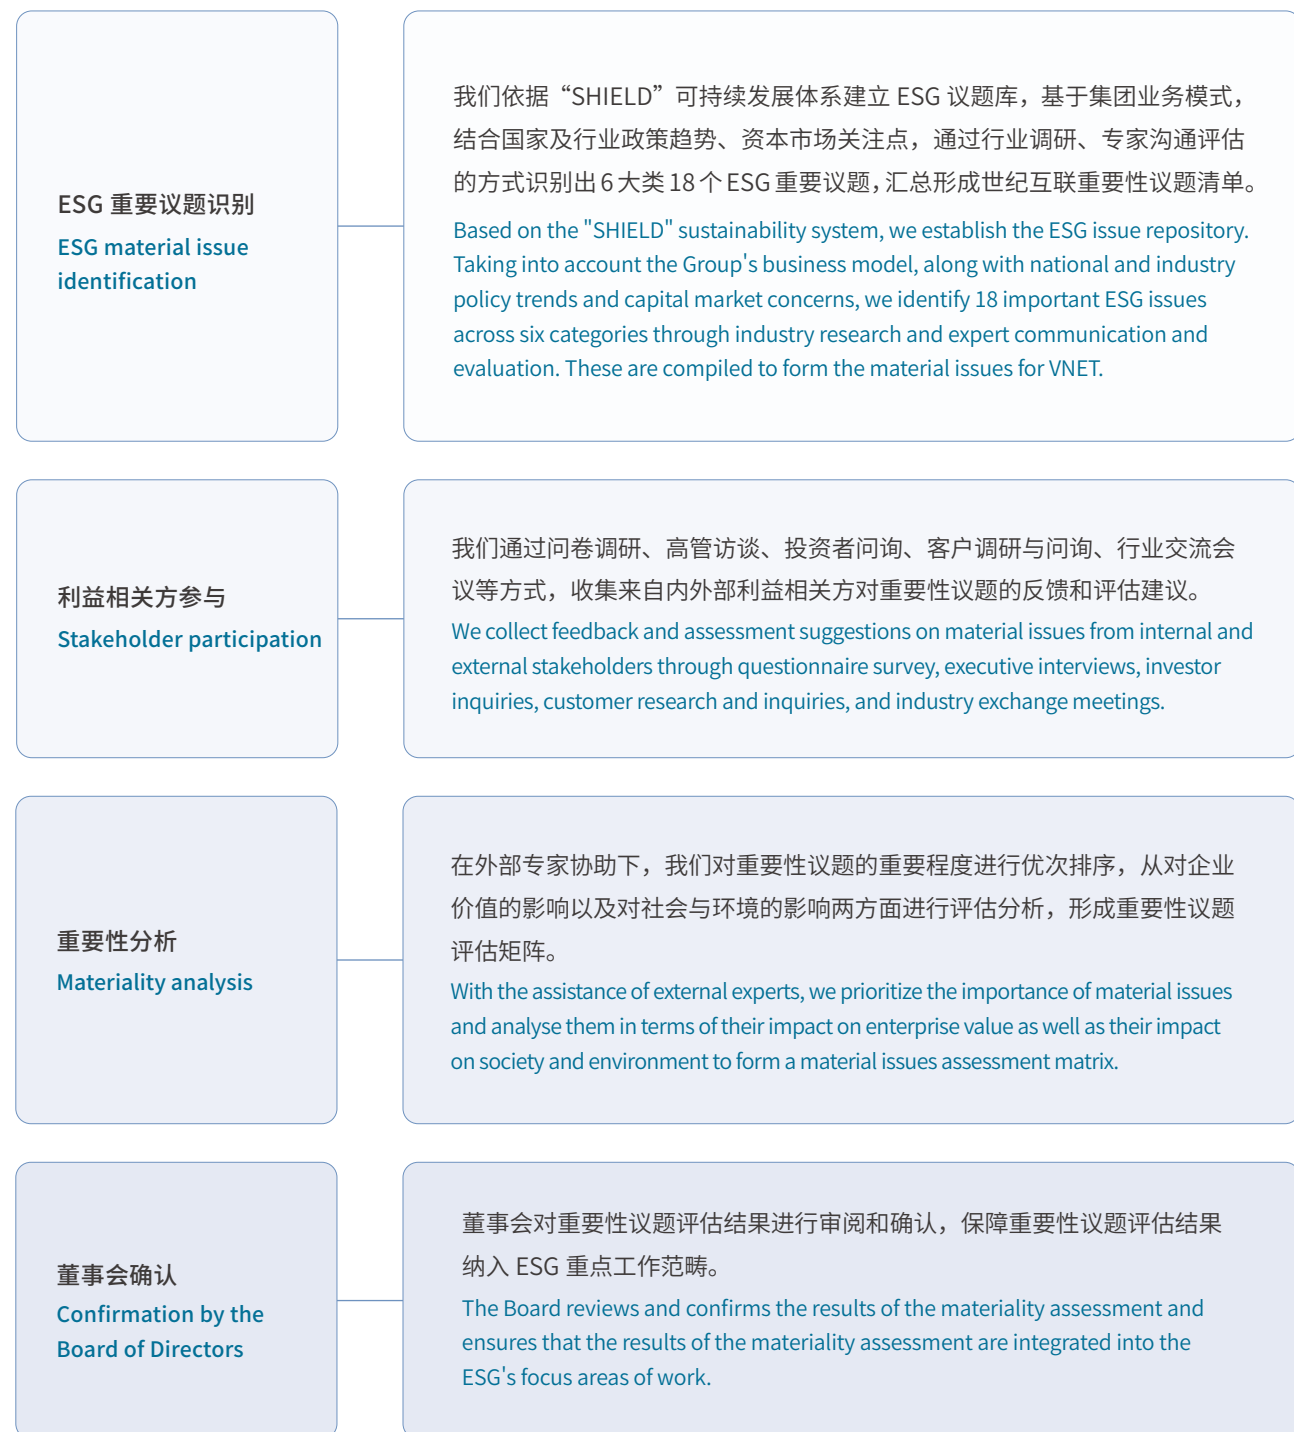 ESG 重要议题识别
ESG material issue
identification
我们依据“SHIELD”可持续发展体系建立 ESG 议题库，基于集团业务模式，
结合国家及行业政策趋势、资本市场关注点，通过行业调研、专家沟通评估
的方式识别出 6 大类 18 个 ESG 重要议题，汇总形成世纪互联重要性议题清单。
Based on the "SHIELD" sustainability system, we establish the ESG issue repository.
Taking into account the Group's business model, along with national and industry
policy trends and capital market concerns, we identify 18 important ESG issues
across six categories through industry research and expert communication and
evaluation. These are compiled to form the material issues for VNET.
利益相关方参与
Stakeholder participation
我们通过问卷调研、高管访谈、投资者问询、客户调研与问询、行业交流会
议等方式，收集来自内外部利益相关方对重要性议题的反馈和评估建议。
We collect feedback and assessment suggestions on material issues from internal and
external stakeholders through questionnaire survey, executive interviews, investor
inquiries, customer research and inquiries, and industry exchange meetings.
重要性分析
Materiality analysis
在外部专家协助下，我们对重要性议题的重要程度进行优次排序，从对企业
价值的影响以及对社会与环境的影响两方面进行评估分析，形成重要性议题
评估矩阵。
With the assistance of external experts, we prioritize the importance of material issues
and analyse them in terms of their impact on enterprise value as well as their impact
on society and environment to form a material issues assessment matrix.
董事会确认
Confirmation by the
Board of Directors
董事会对重要性议题评估结果进行审阅和确认，保障重要性议题评估结果
纳入 ESG 重点工作范畴。
The Board reviews and confirms the results of the materiality assessment and
ensures that the results of the materiality assessment are integrated into the
ESG's focus areas of work.